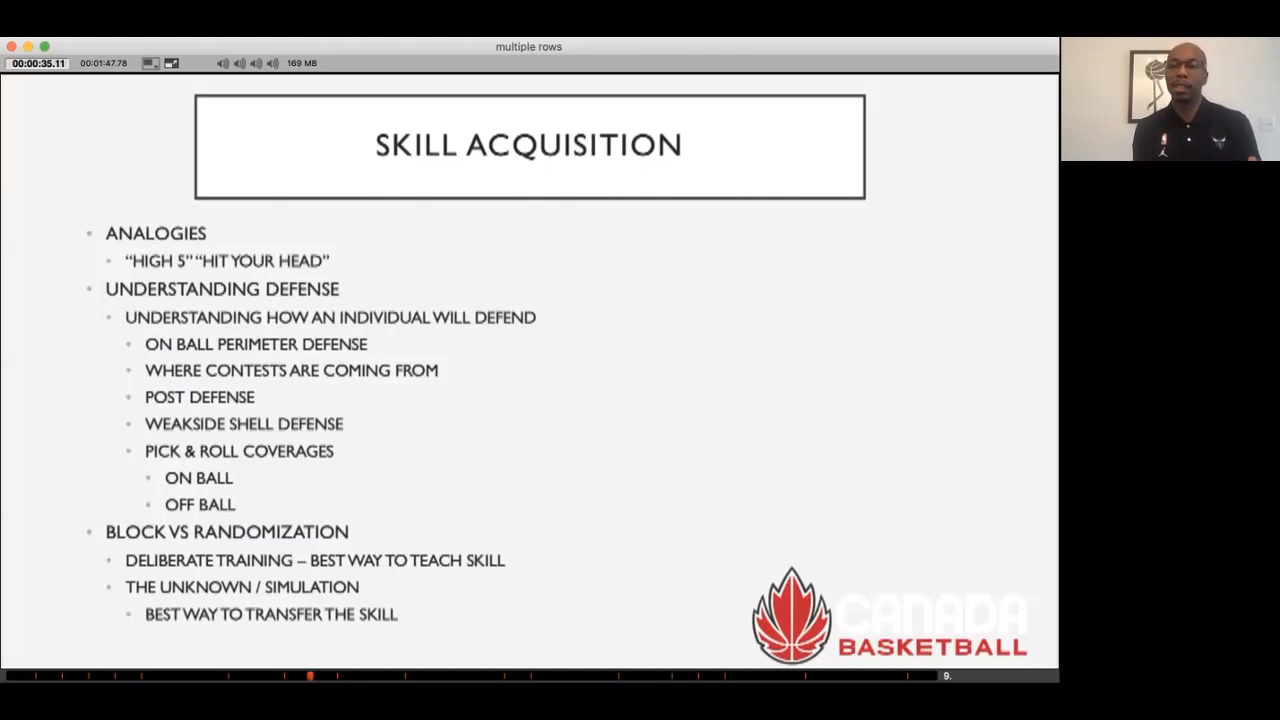 multiple rows
00:00:35.11 00:01:47.78 169 MB
SKILL ACQUISITION
ANALOGIES
“HIGH 5” “HIT YOUR HEAD”
UNDERSTANDING DEFENSE
UNDERSTANDING HOW AN INDIVIDUAL WILL DEFEND
ON BALL PERIMETER DEFENSE
WHERE CONTESTS ARE COMING FROM
POST DEFENSE
WEAKSIDE SHELL DEFENSE
PICK & ROLL COVERAGES
ON BALL
OFF BALL
BLOCK VS RANDOMIZATION
DELIBERATE TRAINING – BEST WAY TO TEACH SKILL
THE UNKNOWN / SIMULATION
BEST WAY TO TRANSFER THE SKILL
CANADA
BASKETBALL
9.